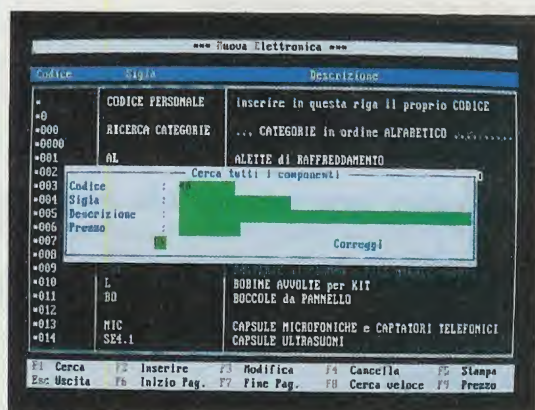 *** Nuova Elettronica ***
Codice Sigla Descrizione
* CODICE PERSONALE Inserire in questa riga il proprio CODICE
*0
*000 RICERCA CATEGORIE ... CATEGORIE in ordine ALFABETICO ..........
*0000
*001 AL ALETTE di RAFFREDDAMENTO
*002
Cerca tutti i componenti
*003 Codice :
*004 Sigla :
*005 Descrizione :
*006 Prezzo :
*007 Correggi
*008
*009
*010 L BOBINE AVVOLTE per KIT
*011 BO BOCCOLE da PANNELLO
*012
*013 MIC CAPSULE MICROFONICHE e CAPTATORI TELEFONICI
*014 SE4.1 CAPSULE ULTRASUONI
F1 Cerca F2 Inserire F3 Modifica F4 Cancella F5 Stampa
Esc Uscita F6 Inizio Pag. F7 Fine Pag. F8 Cerca veloce F9 Prezzo